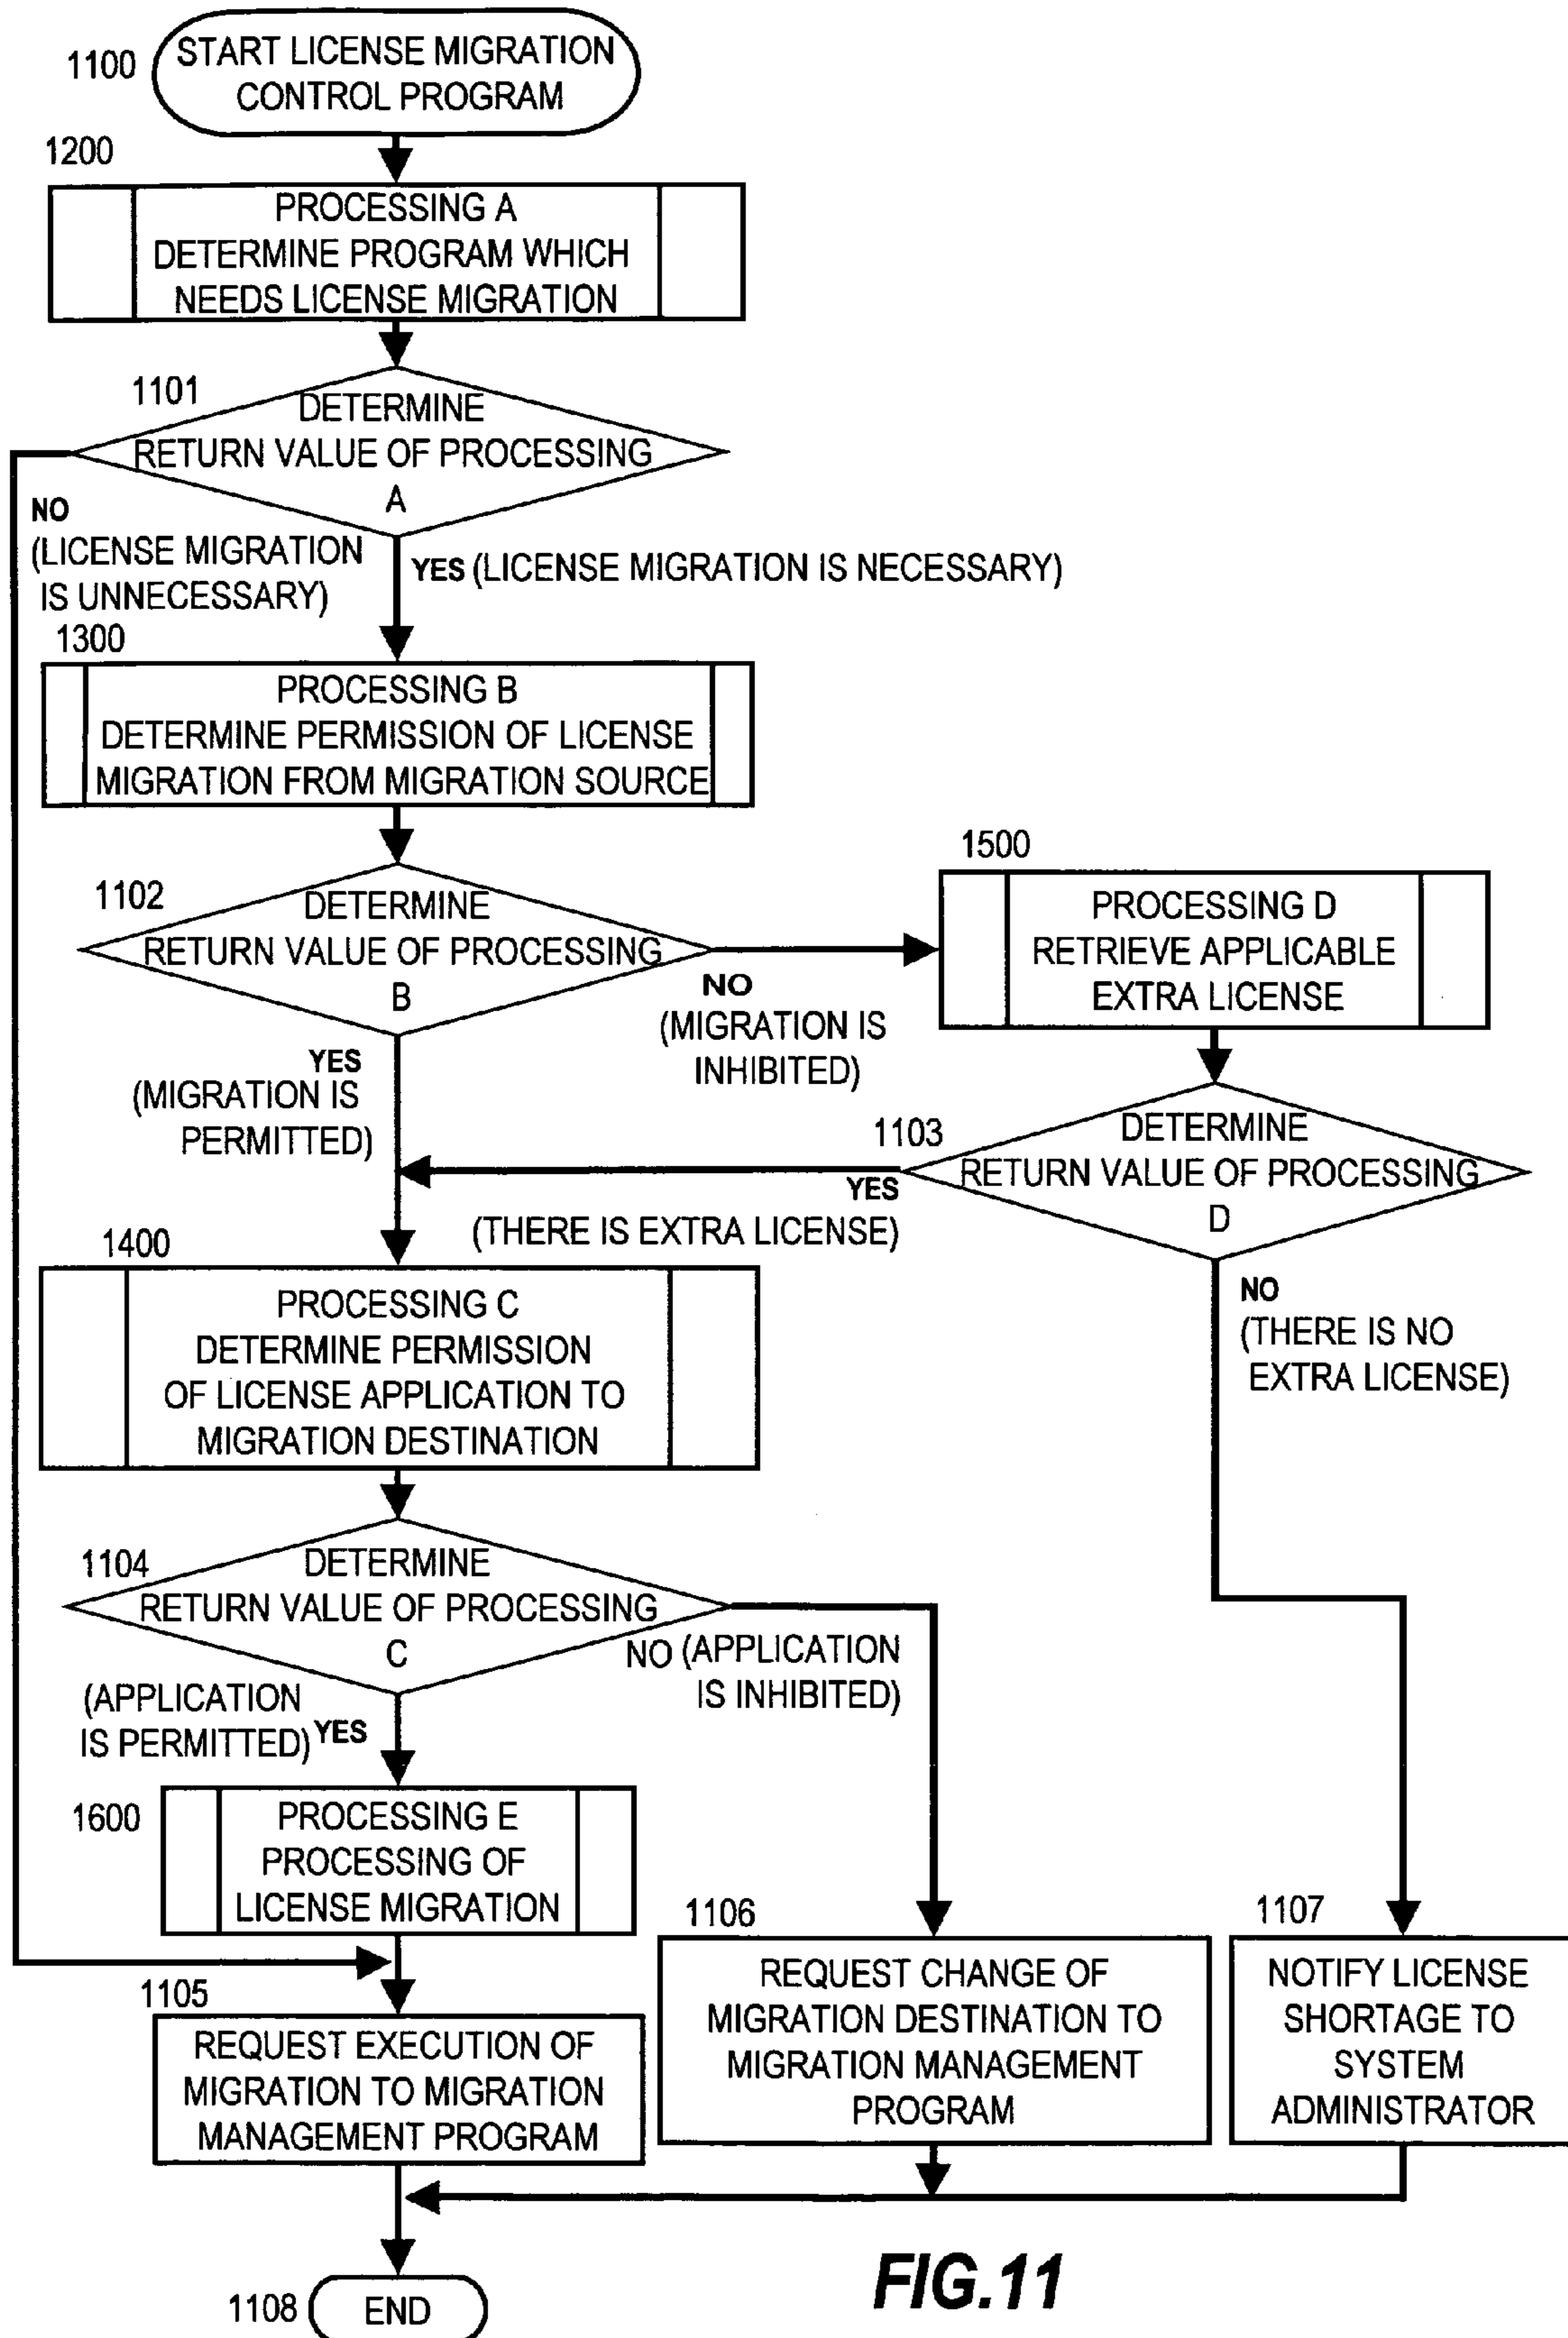 1100
START LICENSE MIGRATION
CONTROL PROGRAM
1200
PROCESSING A
DETERMINE PROGRAM WHICH
NEEDS LICENSE MIGRATION
1101
DETERMINE
RETURN VALUE OF PROCESSING
A
NO
(LICENSE MIGRATION
IS UNNECESSARY)
YES (LICENSE MIGRATION IS NECESSARY)
1300
PROCESSING B
DETERMINE PERMISSION OF LICENSE
MIGRATION FROM MIGRATION SOURCE
1102
DETERMINE
RETURN VALUE OF PROCESSING
B
NO
(MIGRATION IS
INHIBITED)
YES
(MIGRATION IS
PERMITTED)
1500
PROCESSING D
RETRIEVE APPLICABLE
EXTRA LICENSE
1103
DETERMINE
RETURN VALUE OF PROCESSING
D
YES
(THERE IS EXTRA LICENSE)
NO
(THERE IS NO
EXTRA LICENSE)
1400
PROCESSING C
DETERMINE PERMISSION
OF LICENSE APPLICATION TO
MIGRATION DESTINATION
1104
DETERMINE
RETURN VALUE OF PROCESSING
C
NO (APPLICATION
IS INHIBITED)
(APPLICATION
IS PERMITTED) YES
1600
PROCESSING E
PROCESSING OF
LICENSE MIGRATION
1105
REQUEST EXECUTION OF
MIGRATION TO MIGRATION
MANAGEMENT PROGRAM
1106
REQUEST CHANGE OF
MIGRATION DESTINATION TO
MIGRATION MANAGEMENT
PROGRAM
1107
NOTIFY LICENSE
SHORTAGE TO
SYSTEM
ADMINISTRATOR
1108
END
FIG.11